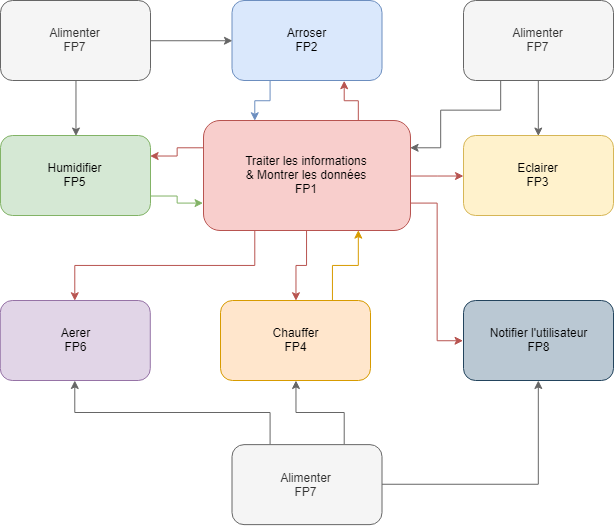 Alimenter
FP7
Arroser
FP2
Alimenter
FP7
Humidifier
FP5
Traiter les informations
& Montrer les données
FP1
Eclairer
FP3
Aerer
FP6
Chauffer
FP4
Notifier l'utilisateur
FP8
Alimenter
FP7